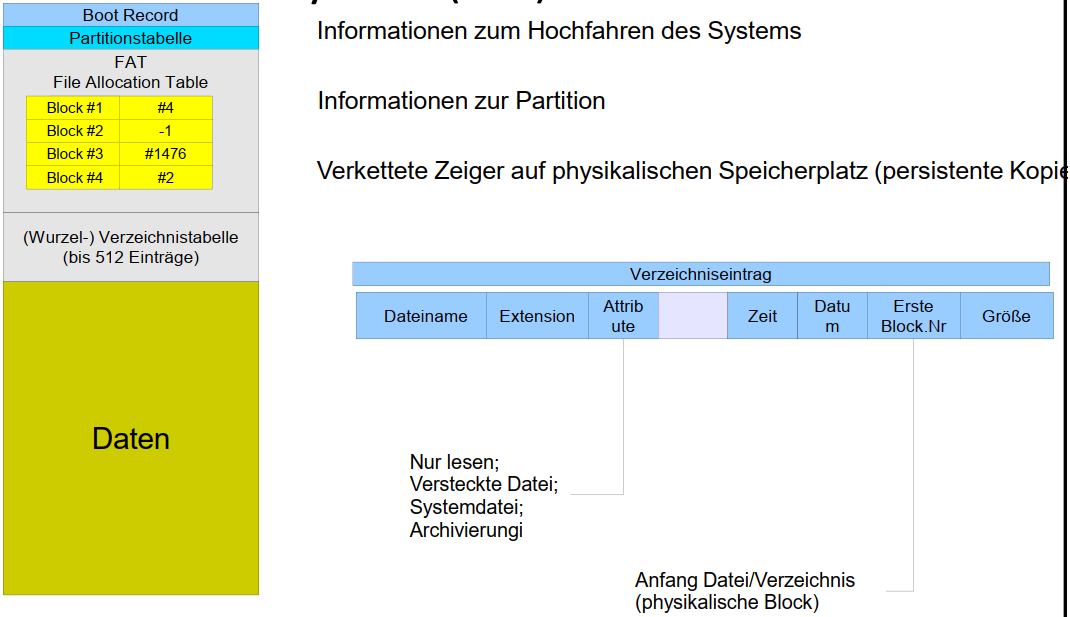 Boot Record
Partitionstabelle
FAT
File Allocation Table
Block #1 #4
Block #2 -1
Block #3 #1476
Block #4 #2
(Wurzel-) Verzeichnistabelle
(bis 512 Einträge)
Daten
Informationen zum Hochfahren des Systems
Informationen zur Partition
Verkettete Zeiger auf physikalischen Speicherplatz (persistente Kopie
Verzeichniseintrag
Dateiname Extension Attrib
ute Zeit Datu
m Erste
Block.Nr Größe
Nur lesen;
Versteckte Datei;
Systemdatei;
Archivierungi
Anfang Datei/Verzeichnis
(physikalische Block)